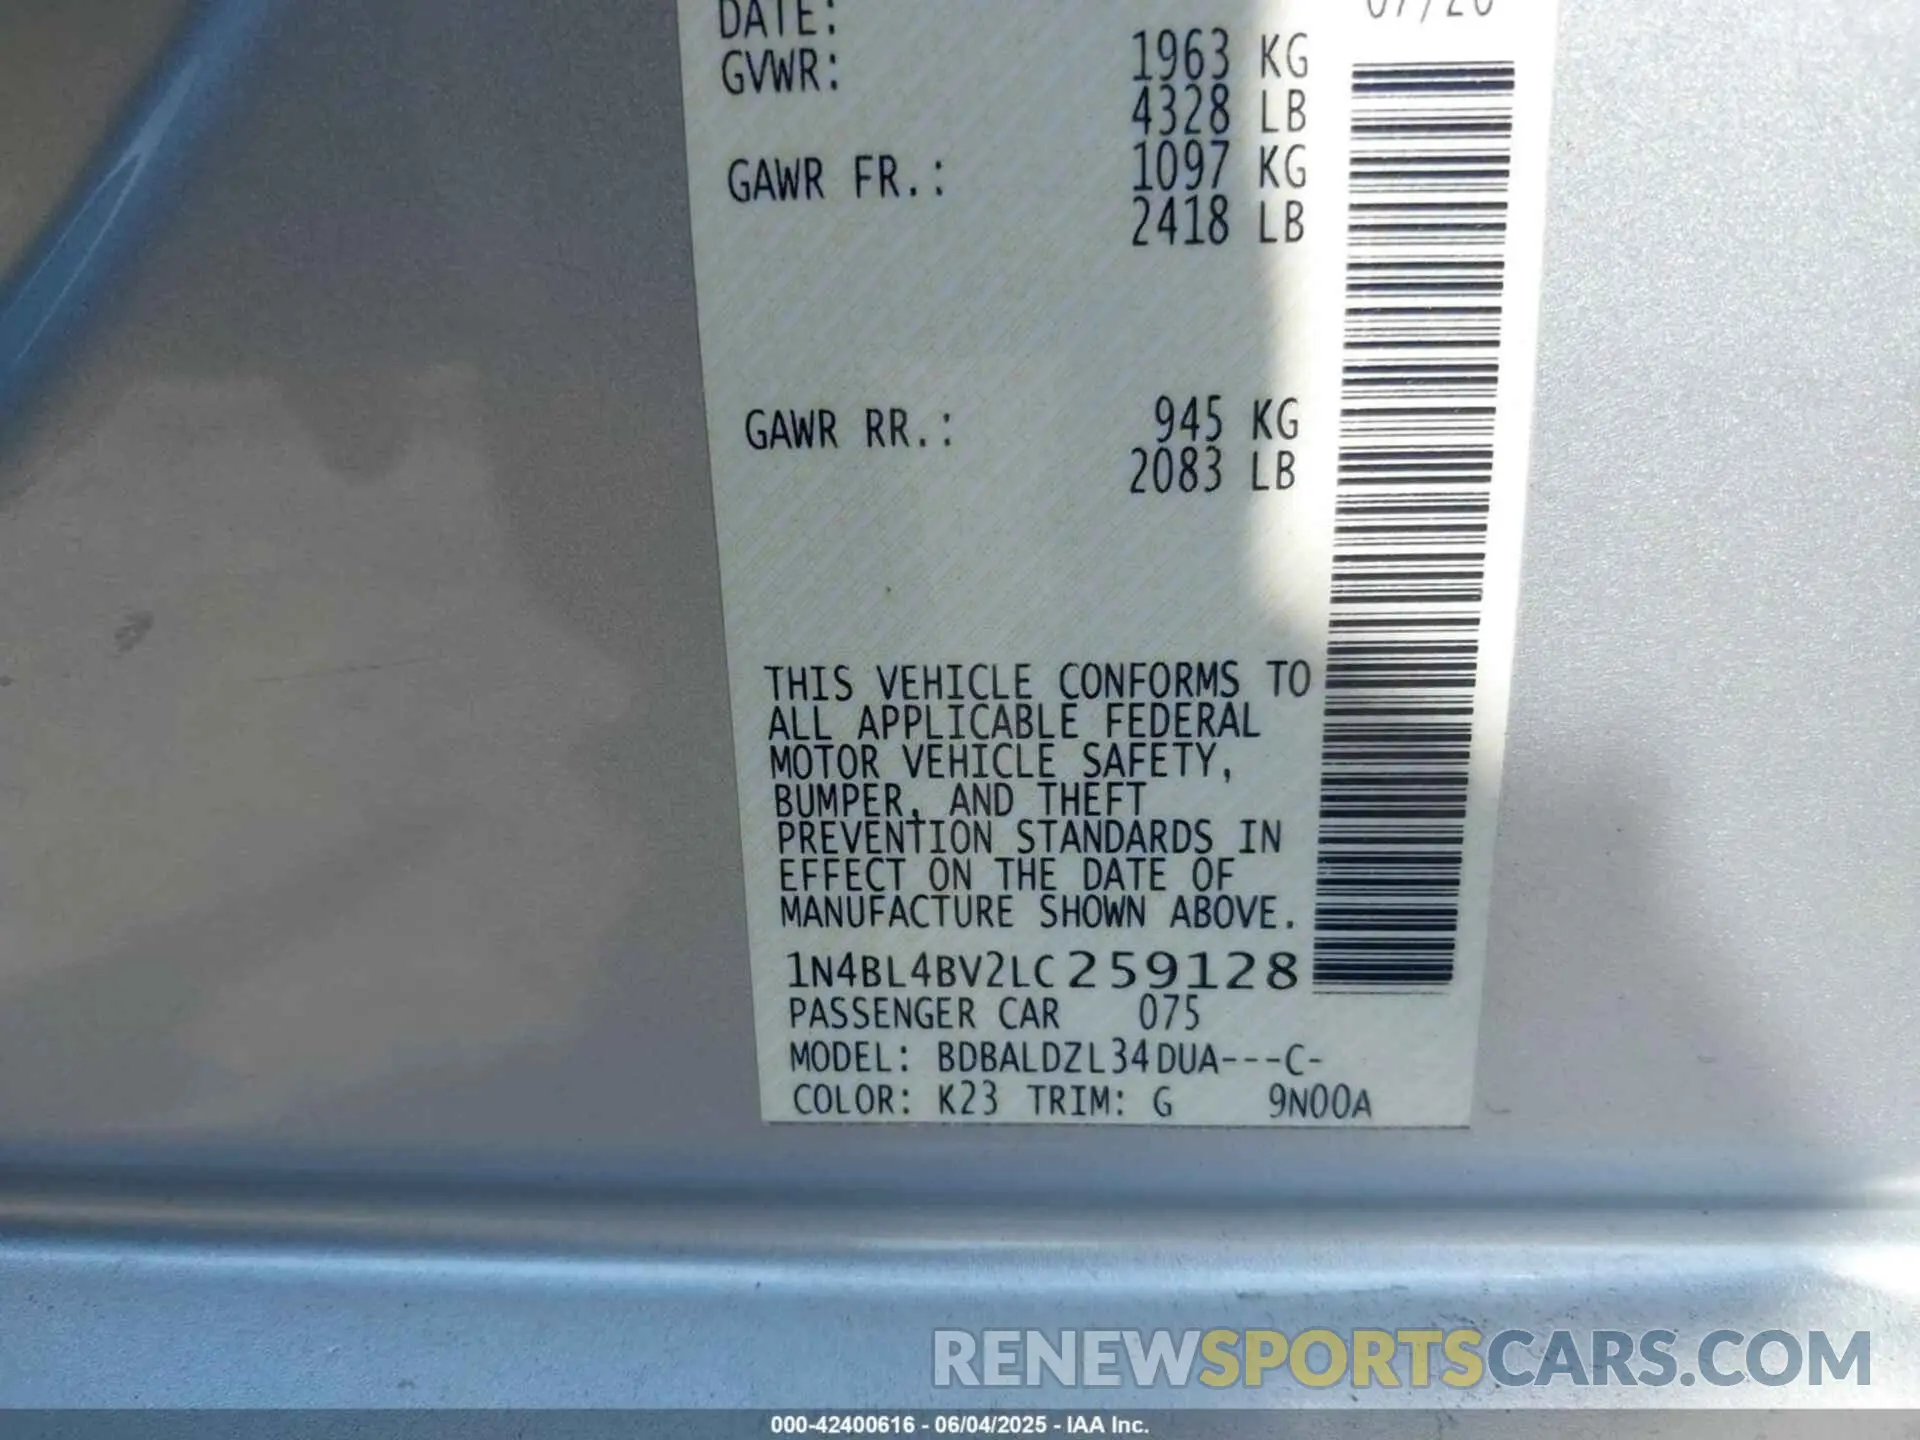 DATE: 07/20
GVWR: 1963 KG
4328 LB
GAWR FR.: 1097 KG
2418 LB
GAWR RR.: 945 KG
2083 LB
THIS VEHICLE CONFORMS TO
ALL APPLICABLE FEDERAL
MOTOR VEHICLE SAFETY,
BUMPER, AND THEFT
PREVENTION STANDARDS IN
EFFECT ON THE DATE OF
MANUFACTURE SHOWN ABOVE.
1N4BL4BV2LC259128
PASSENGER CAR 075
MODEL: BDBALDZL34DUA---C-
COLOR: K23 TRIM: G 9N00A
RENEWSPORTSCARS.COM
000-42400616 - 06/04/2025 - IAA Inc.